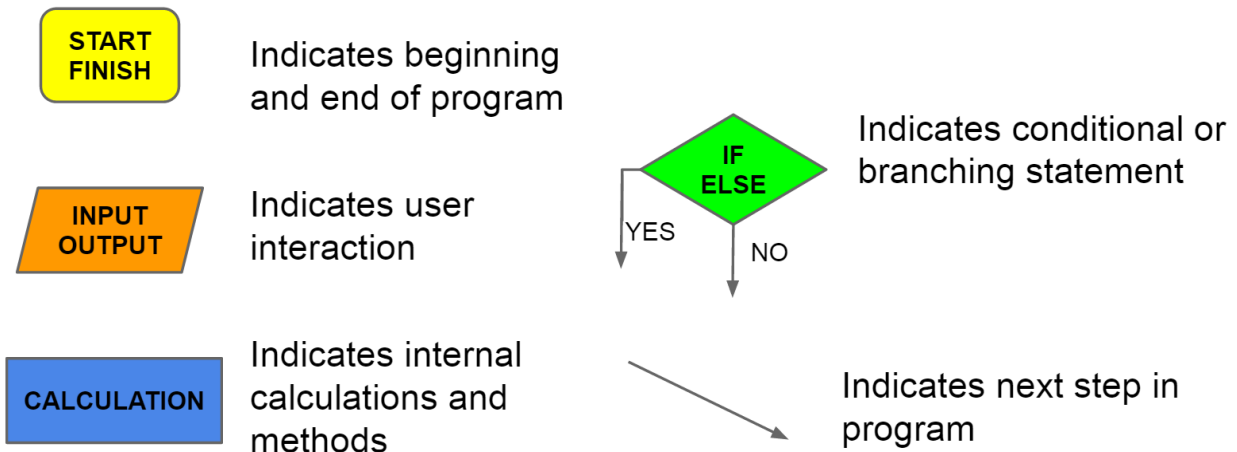 START
FINISH
Indicates beginning
and end of program
INPUT
OUTPUT
Indicates user
interaction
CALCULATION
Indicates internal
calculations and
methods
IF
ELSE
YES
NO
Indicates conditional or
branching statement
Indicates next step in
program